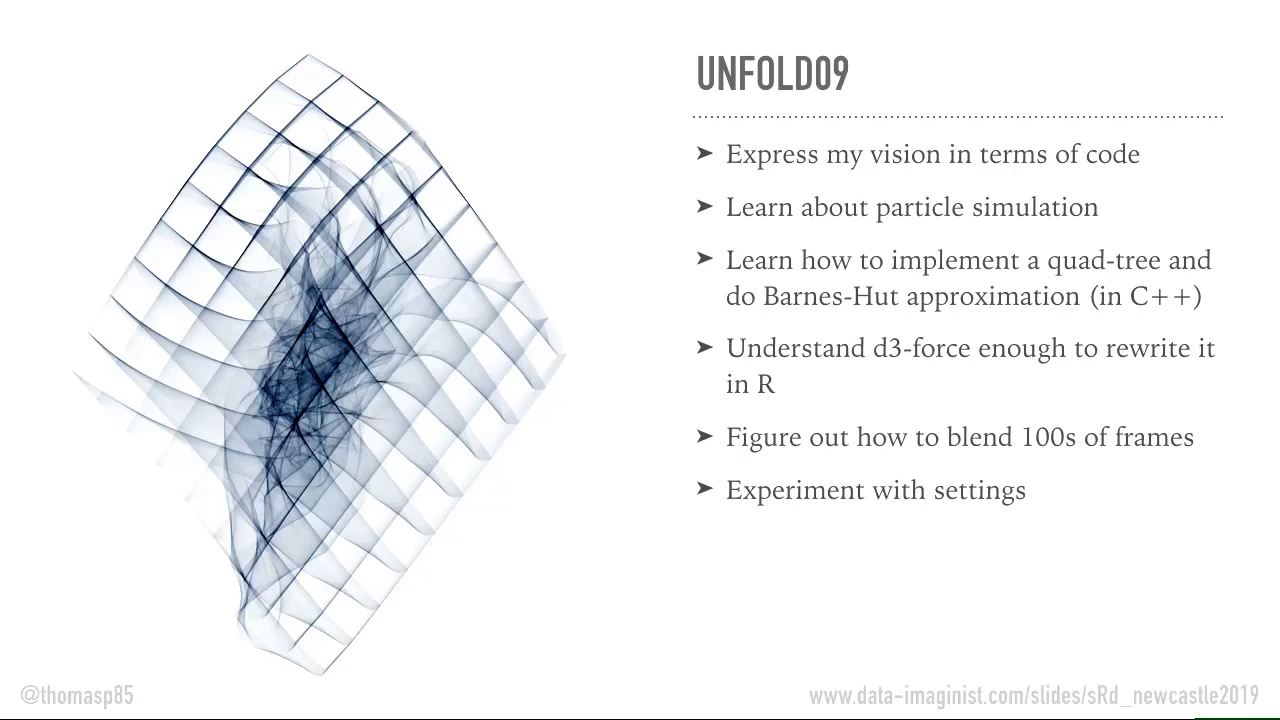 UNFOLD09
➤ Express my vision in terms of code
➤ Learn about particle simulation
➤ Learn how to implement a quad-tree and
do Barnes-Hut approximation (in C++)
➤ Understand d3-force enough to rewrite it
in R
➤ Figure out how to blend 100s of frames
➤ Experiment with settings
@thomasp85
www.data-imaginist.com/slides/sRd_newcastle2019